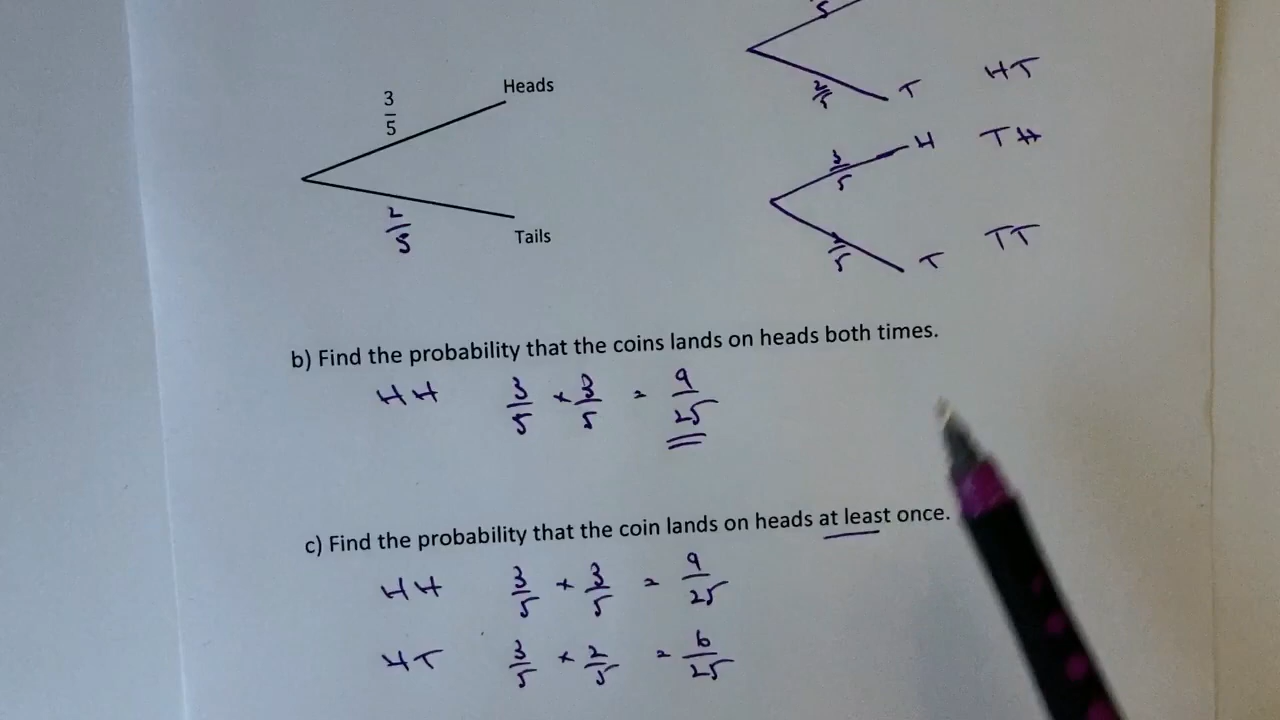 5
2/5 T HT
3/5 Heads
3/5 H TH
2/5 Tails
2/5 T TT
b) Find the probability that the coins lands on heads both times.
HH 3/5 × 3/5 = 9/25
c) Find the probability that the coin lands on heads at least once.
HH 3/5 × 3/5 = 9/25
HT 3/5 × 2/5 = 6/25